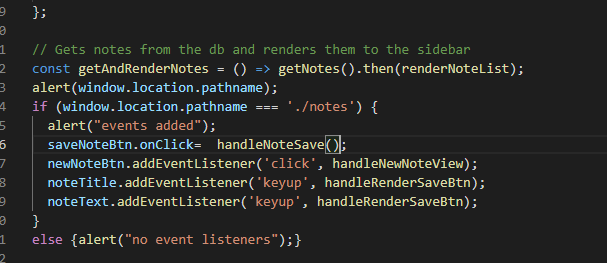 9 };
0
1 // Gets notes from the db and renders them to the sidebar
2 const getAndRenderNotes = () => getNotes().then(renderNoteList);
3 alert(window.location.pathname);
4 if (window.location.pathname === './notes') {
5 alert("events added");
6 saveNoteBtn.onClick=  handleNoteSave();
7 newNoteBtn.addEventListener('click', handleNewNoteView);
8 noteTitle.addEventListener('keyup', handleRenderSaveBtn);
9 noteText.addEventListener('keyup', handleRenderSaveBtn);
0 }
1 else {alert("no event listeners");}
2